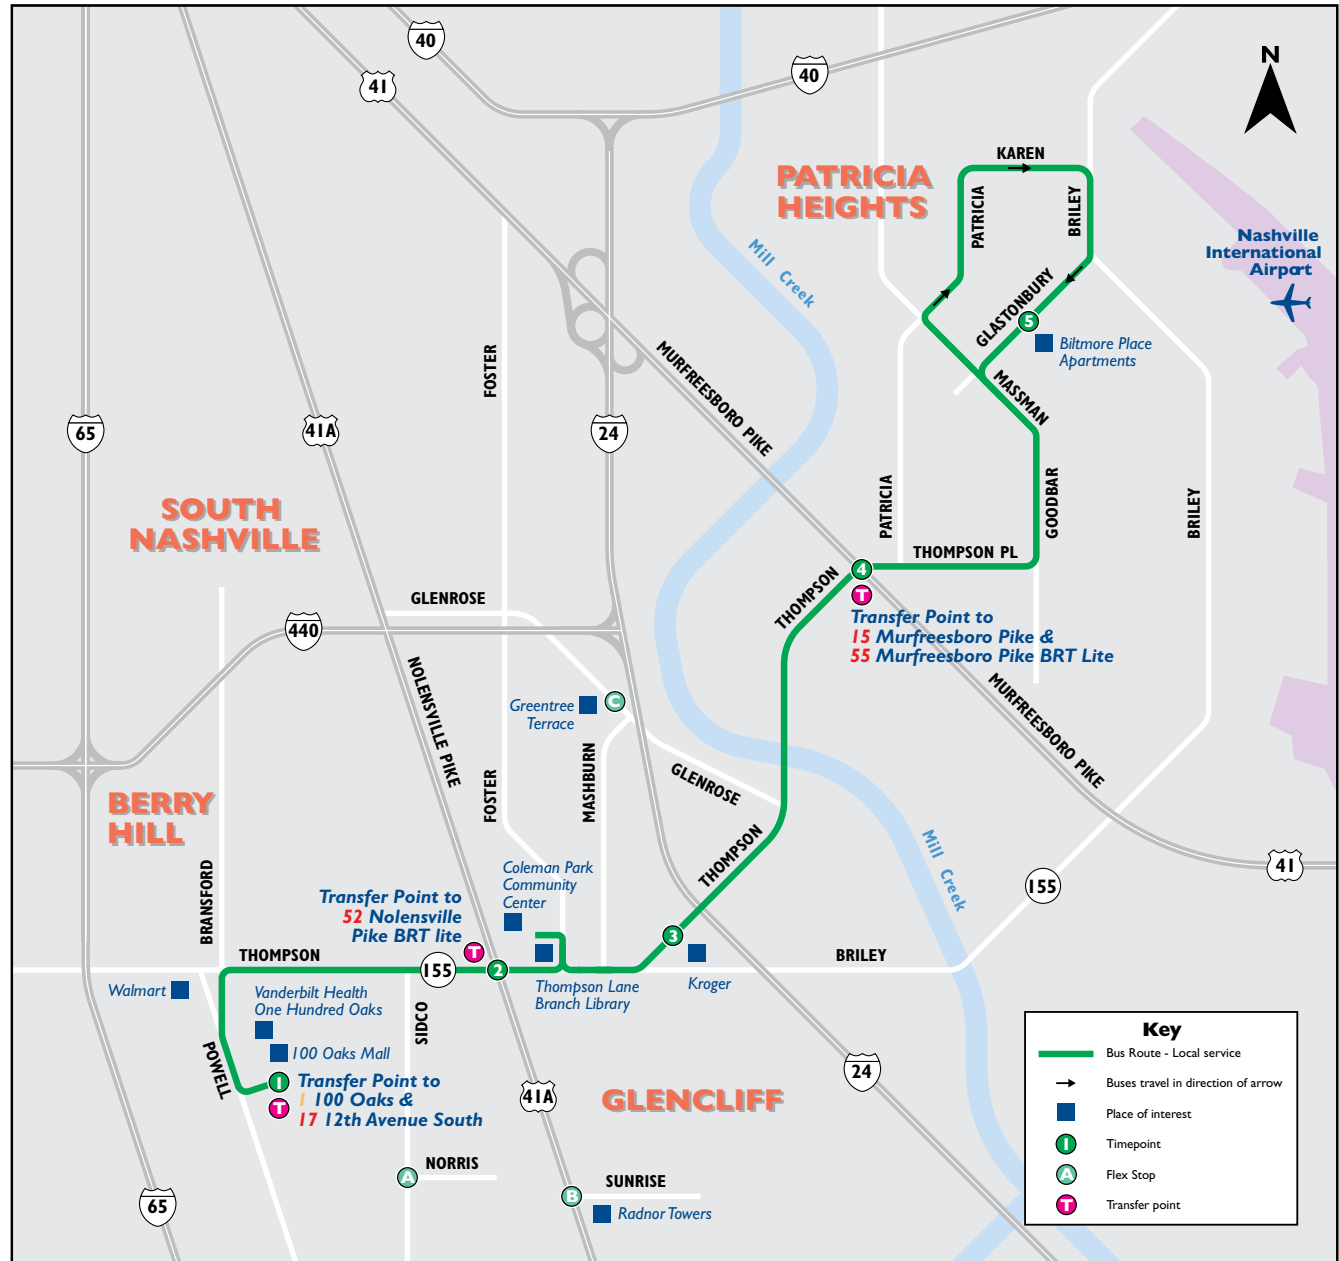 40
41
40
N
KAREN
PATRICIA
HEIGHTS
PATRICIA
BRILEY
Nashville
International
Airport
Mill Creek
GLASTONBURY
5
Biltmore Place
Apartments
FOSTER
MURFREESBORO PIKE
MASSMAN
65
41A
24
SOUTH
NASHVILLE
PATRICIA
GOODBAR
BRILEY
THOMPSON PL
4
THOMPSON
T
Transfer Point to
15 Murfreesboro Pike &
55 Murfreesboro Pike BRT Lite
GLENROSE
440
NOLENSVILLE PIKE
Greentree
Terrace
C
MURFREESBORO PIKE
FOSTER
MASHBURN
GLENROSE
BERRY
HILL
THOMPSON
Mill Creek
41
155
BRANSFORD
Coleman Park
Community
Center
Transfer Point to
52 Nolensville
Pike BRT lite
T
3
THOMPSON
155
2
BRILEY
Walmart
Vanderbilt Health
One Hundred Oaks
SIDCO
Thompson Lane
Branch Library
Kroger
POWELL
100 Oaks Mall
1
T
Transfer Point to
1 100 Oaks &
17 12th Avenue South
41A
GLENCLIFF
24
A
NORRIS
B
SUNRISE
Radnor Towers
65
Key
Bus Route - Local service
Buses travel in direction of arrow
Place of interest
1
Timepoint
A
Flex Stop
T
Transfer point